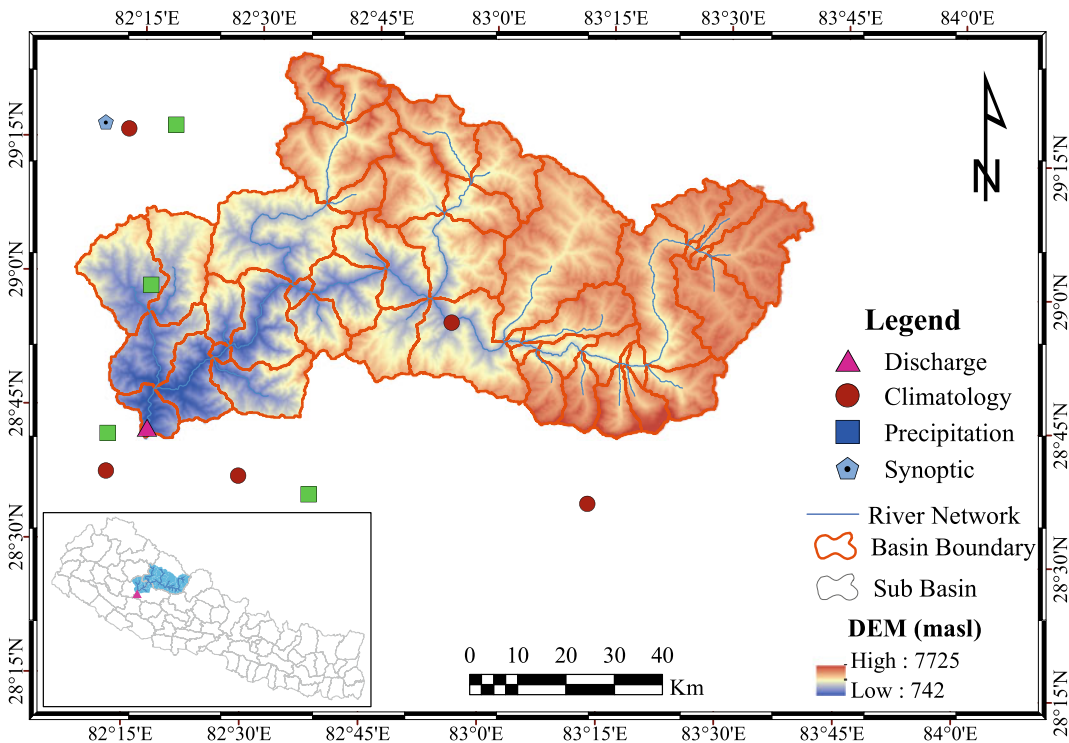 82°15'E 82°30'E 82°45'E 83°0'E 83°15'E 83°30'E 83°45'E 84°0'E
29°15'N
29°0'N
28°45'N
28°30'N
28°15'N
29°15'N
29°0'N
28°45'N
28°30'N
28°15'N
N
Legend
Discharge
Climatology
Precipitation
Synoptic
River Network
Basin Boundary
Sub Basin
DEM (masl)
High : 7725
Low : 742
0 10 20 30 40
Km
82°15'E 82°30'E 82°45'E 83°0'E 83°15'E 83°30'E 83°45'E 84°0'E